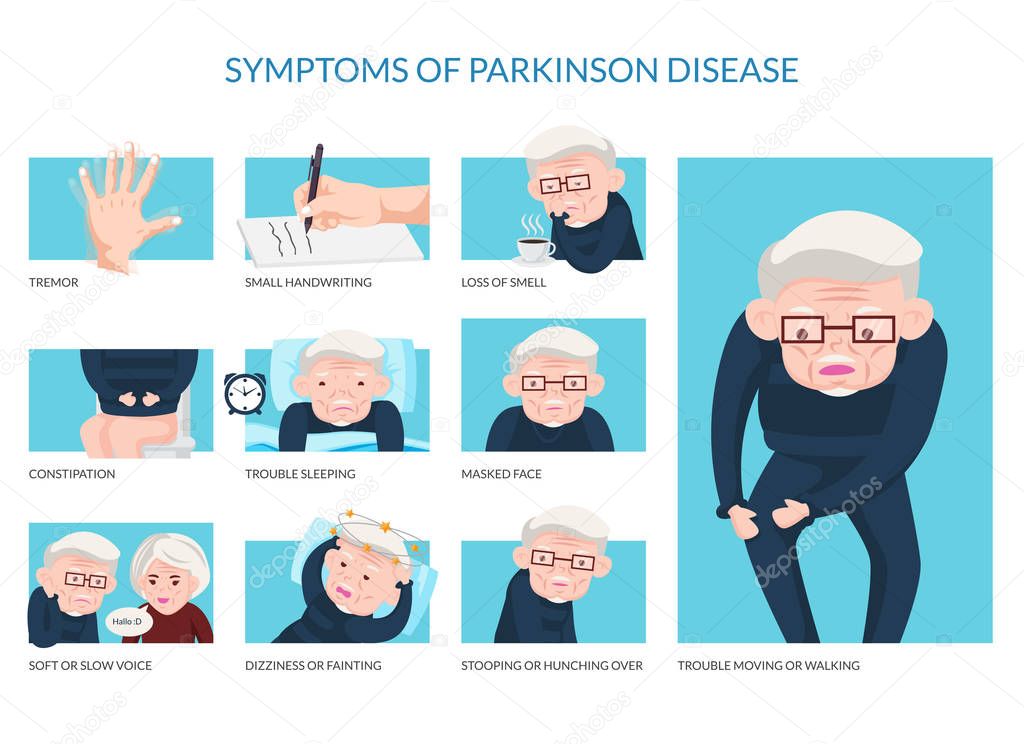 SYMPTOMS OF PARKINSON DISEASE
TREMOR
SMALL HANDWRITING
LOSS OF SMELL
CONSTIPATION
TROUBLE SLEEPING
MASKED FACE
Hallo :D
SOFT OR SLOW VOICE
DIZZINESS OR FAINTING
STOOPING OR HUNCHING OVER
TROUBLE MOVING OR WALKING
depositphotos